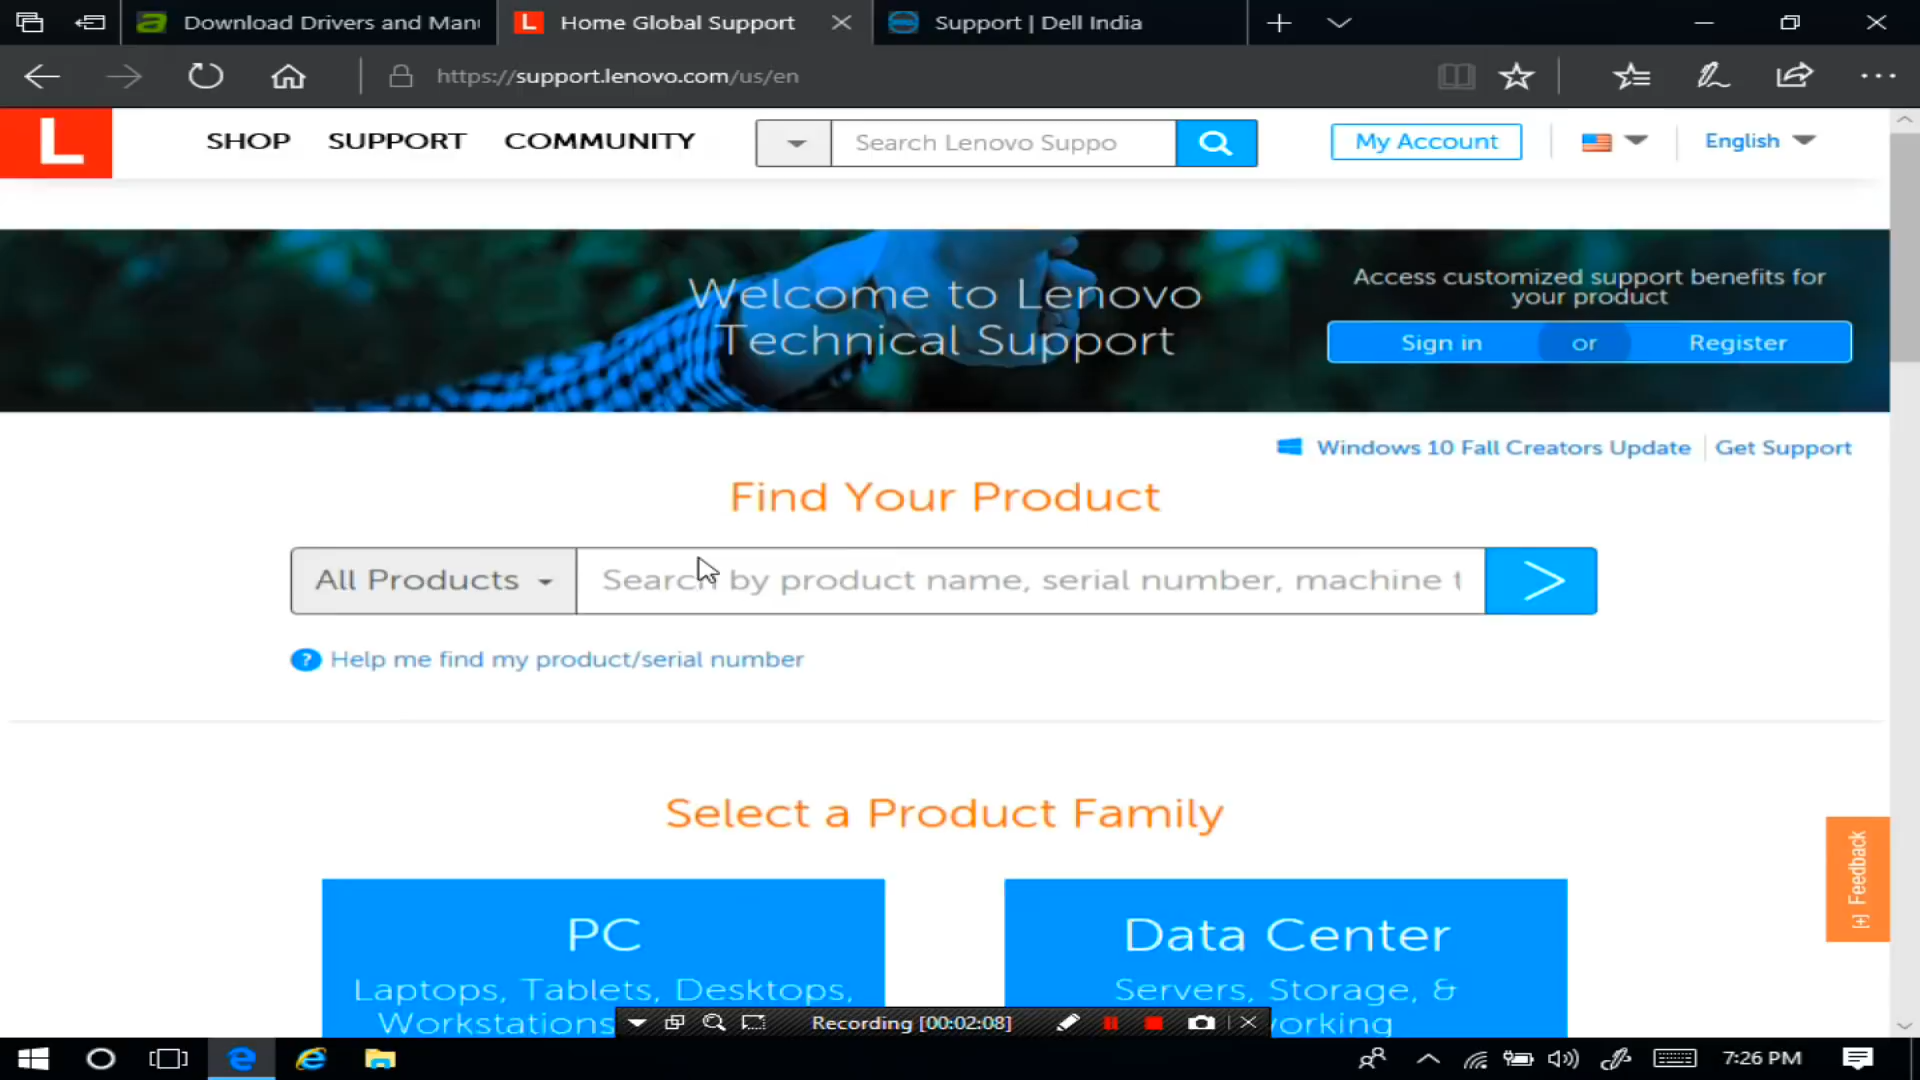 Download Drivers and Manu
L Home Global Support
Support | Dell India
https://support.lenovo.com/us/en
L
SHOP SUPPORT COMMUNITY
Search Lenovo Suppo
My Account
English
Welcome to Lenovo
Technical Support
Access customized support benefits for
your product
Sign in or Register
Windows 10 Fall Creators Update
Get Support
Find Your Product
All Products
Search by product name, serial number, machine t
? Help me find my product/serial number
Select a Product Family
PC
Laptops, Tablets, Desktops,
Workstations
Data Center
Servers, Storage, &
orking
[+] Feedback
Recording [00:02:08]
7:26 PM